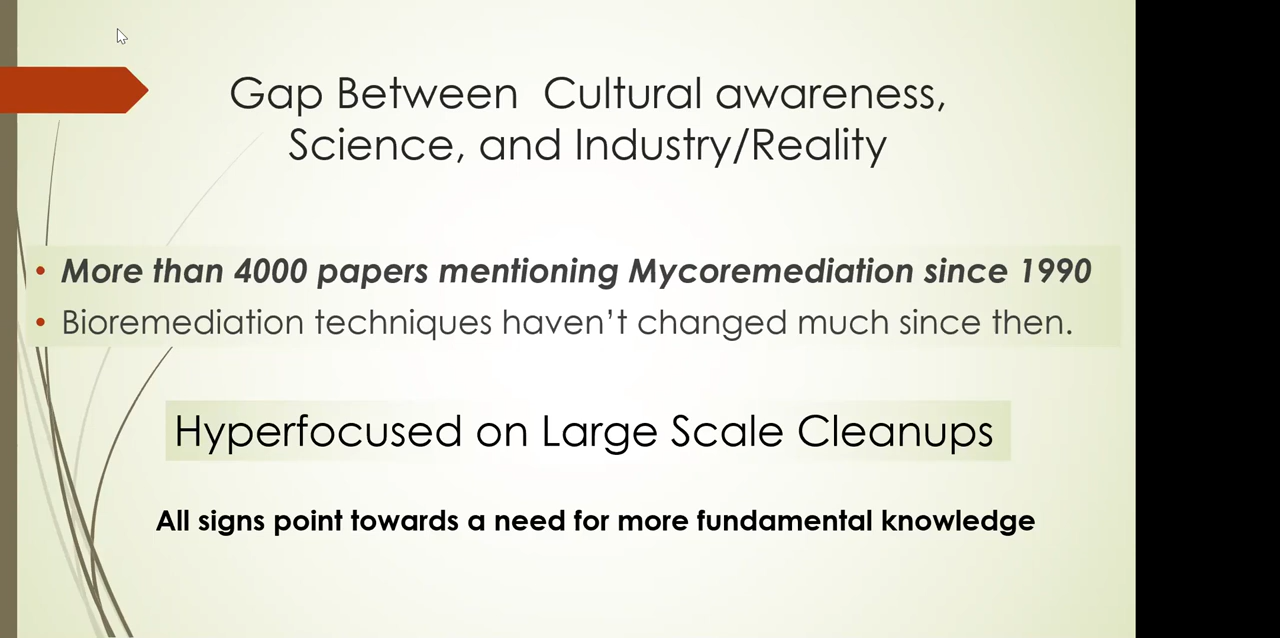 Gap Between  Cultural awareness,
Science, and Industry/Reality
• More than 4000 papers mentioning Mycoremediation since 1990
• Bioremediation techniques haven't changed much since then.
Hyperfocused on Large Scale Cleanups
All signs point towards a need for more fundamental knowledge